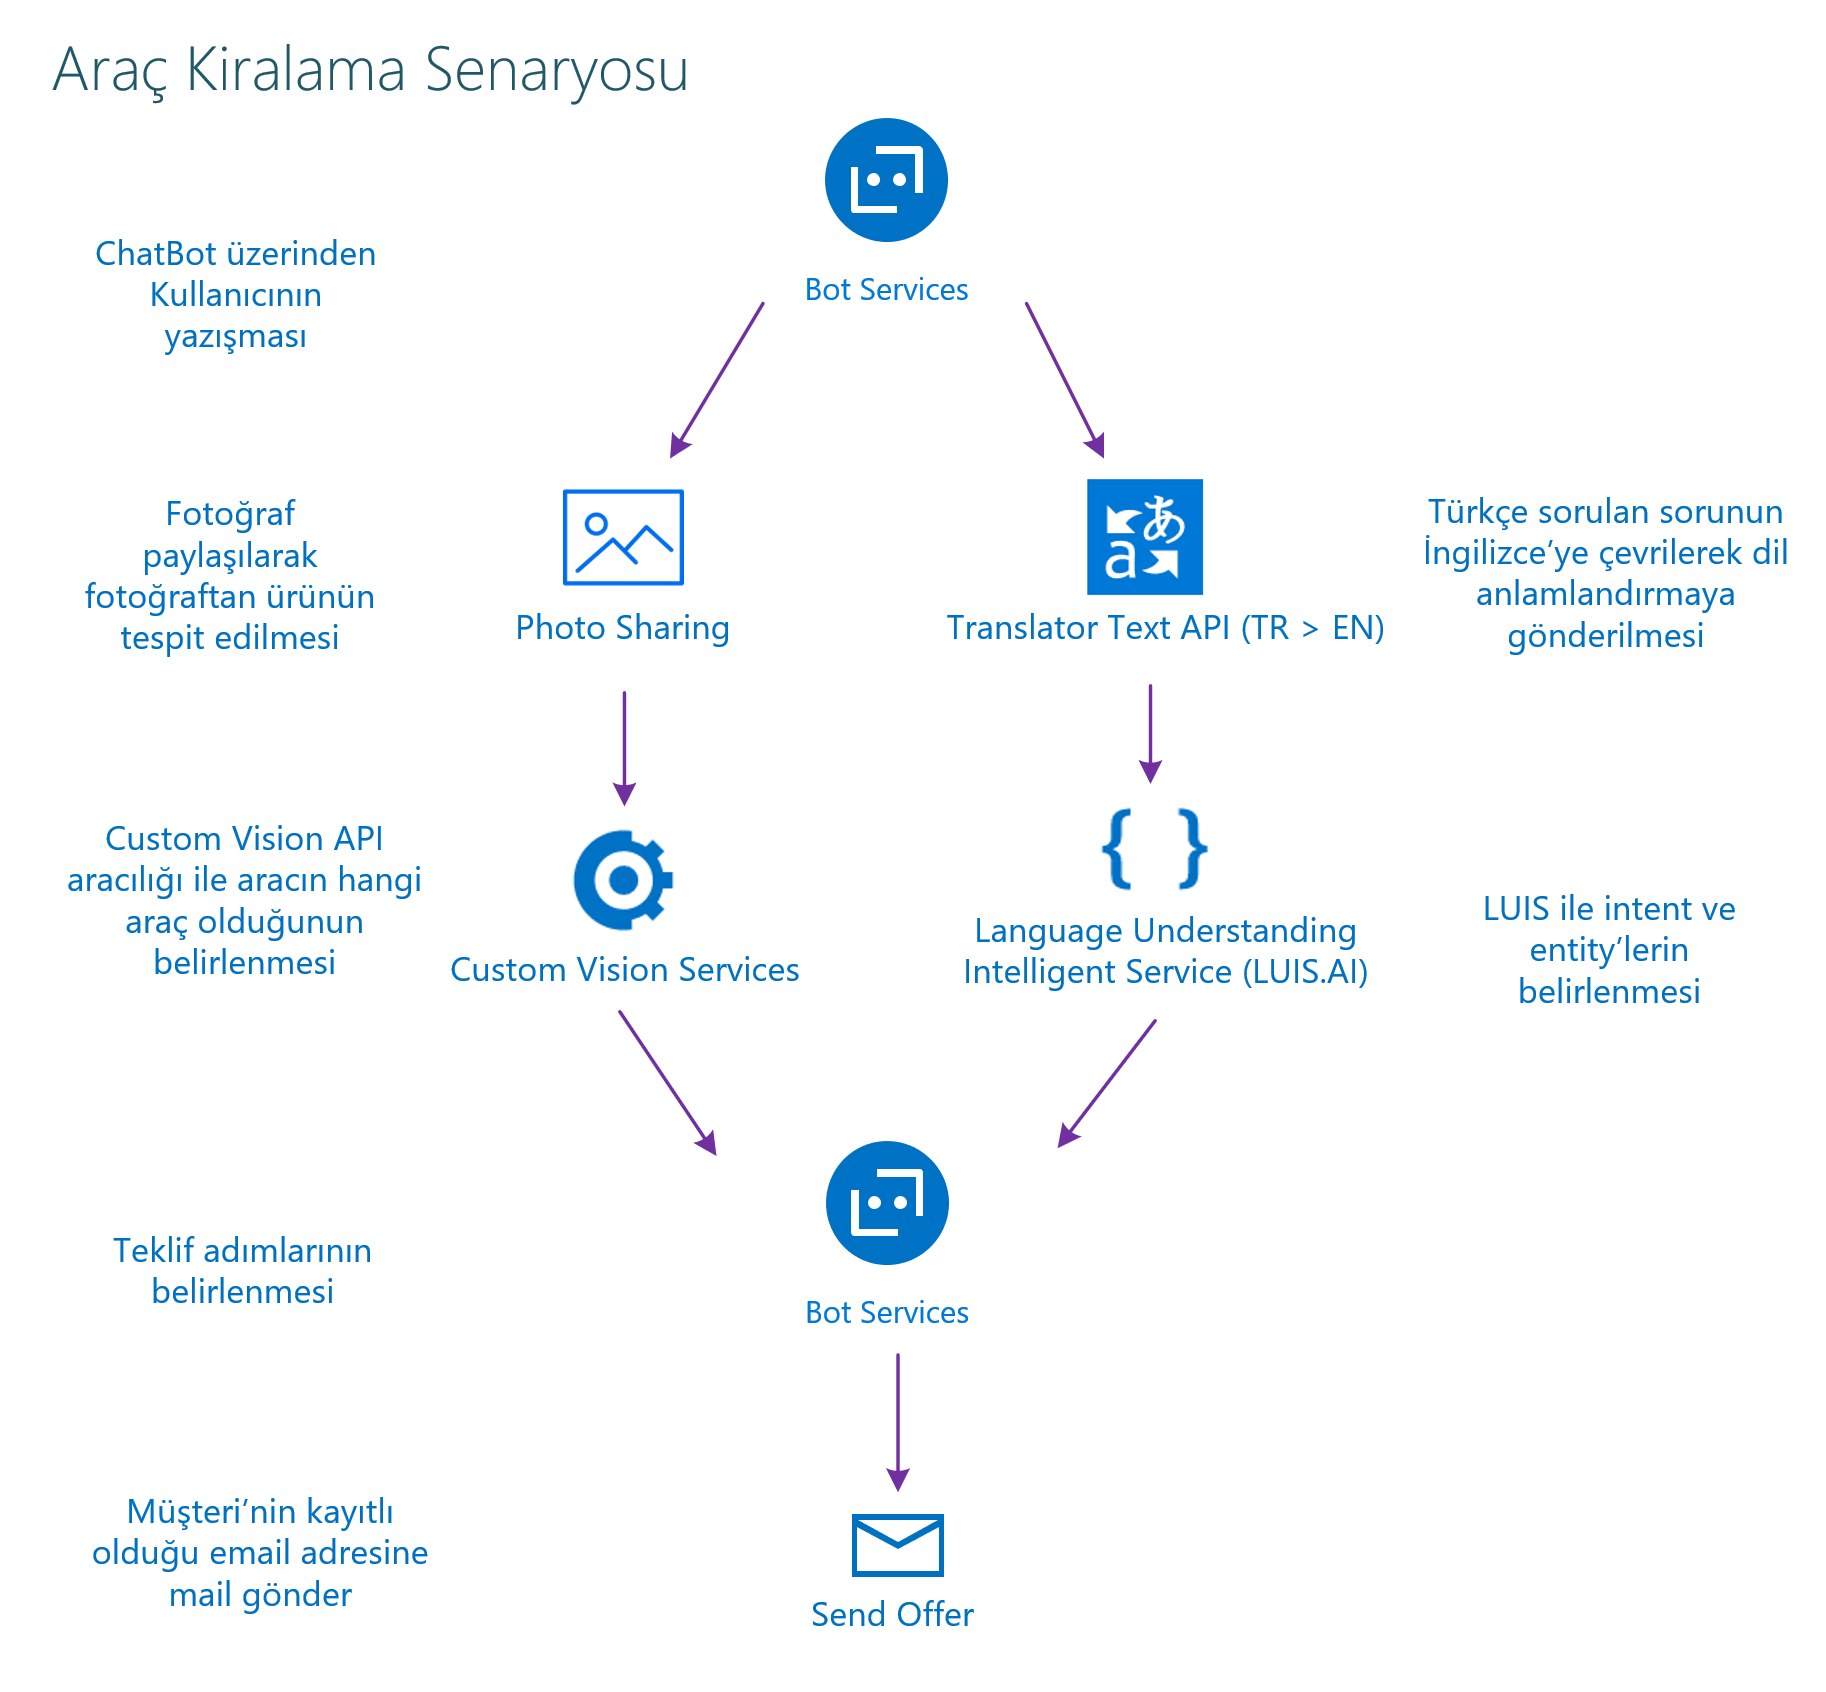 Araç Kiralama Senaryosu
ChatBot üzerinden
Kullanıcının
yazışması
Bot Services
Fotoğraf
paylaşılarak
fotoğraftan ürünün
tespit edilmesi
Photo Sharing
あ
a
Translator Text API (TR > EN)
Türkçe sorulan sorunun
İngilizce’ye çevrilerek dil
anlamlandırmaya
gönderilmesi
Custom Vision API
aracılığı ile aracın hangi
araç olduğunun
belirlenmesi
Custom Vision Services
{ }
Language Understanding
Intelligent Service (LUIS.AI)
LUIS ile intent ve
entity’lerin
belirlenmesi
Teklif adımlarının
belirlenmesi
Bot Services
Müşteri’nin kayıtlı
olduğu email adresine
mail gönder
Send Offer